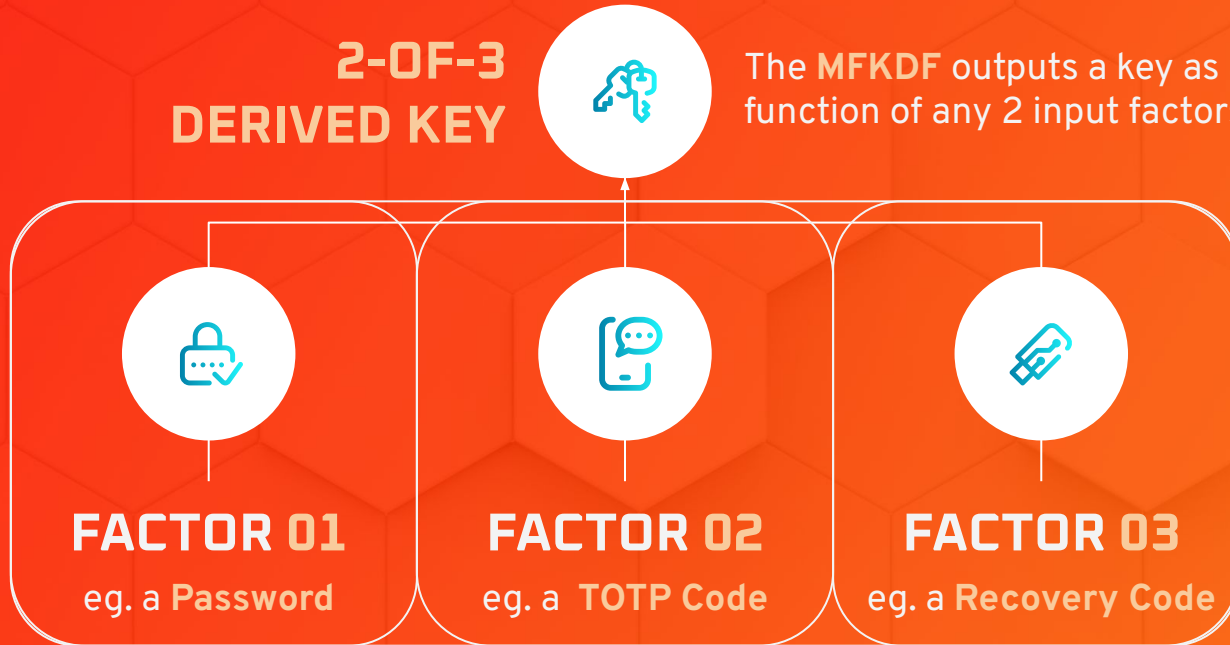 2-OF-3
DERIVED KEY
The MFKDF outputs a key as
function of any 2 input factor
FACTOR 01
eg. a Password
FACTOR 02
eg. a TOTP Code
FACTOR 03
eg. a Recovery Code